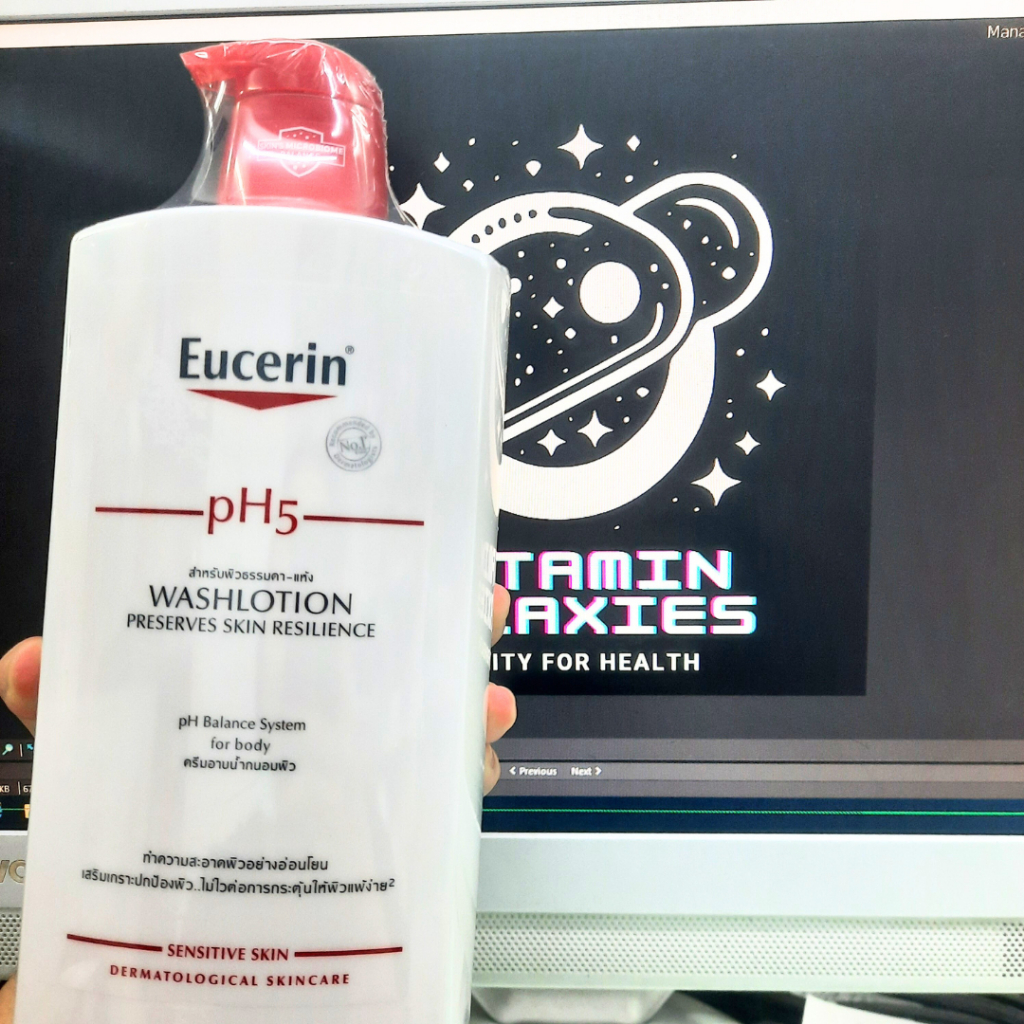 Mana
Eucerin®
Recommended by
Dermatologists
pH5
สำหรับผิวธรรมดา-แห้ง
WASHLOTION
PRESERVES SKIN RESILIENCE
pH Balance System
for body
ครีมอาบน้ำถนอมผิว
ทำความสะอาดผิวอย่างอ่อนโยน
เสริมเกราะปกป้องผิว..ไม่ไวต่อการกระตุ้นให้ผิวแพ้ง่าย²
SENSITIVE SKIN
DERMATOLOGICAL SKINCARE
TAMIN
AXIES
ITY FOR HEALTH
Previous Next
KB